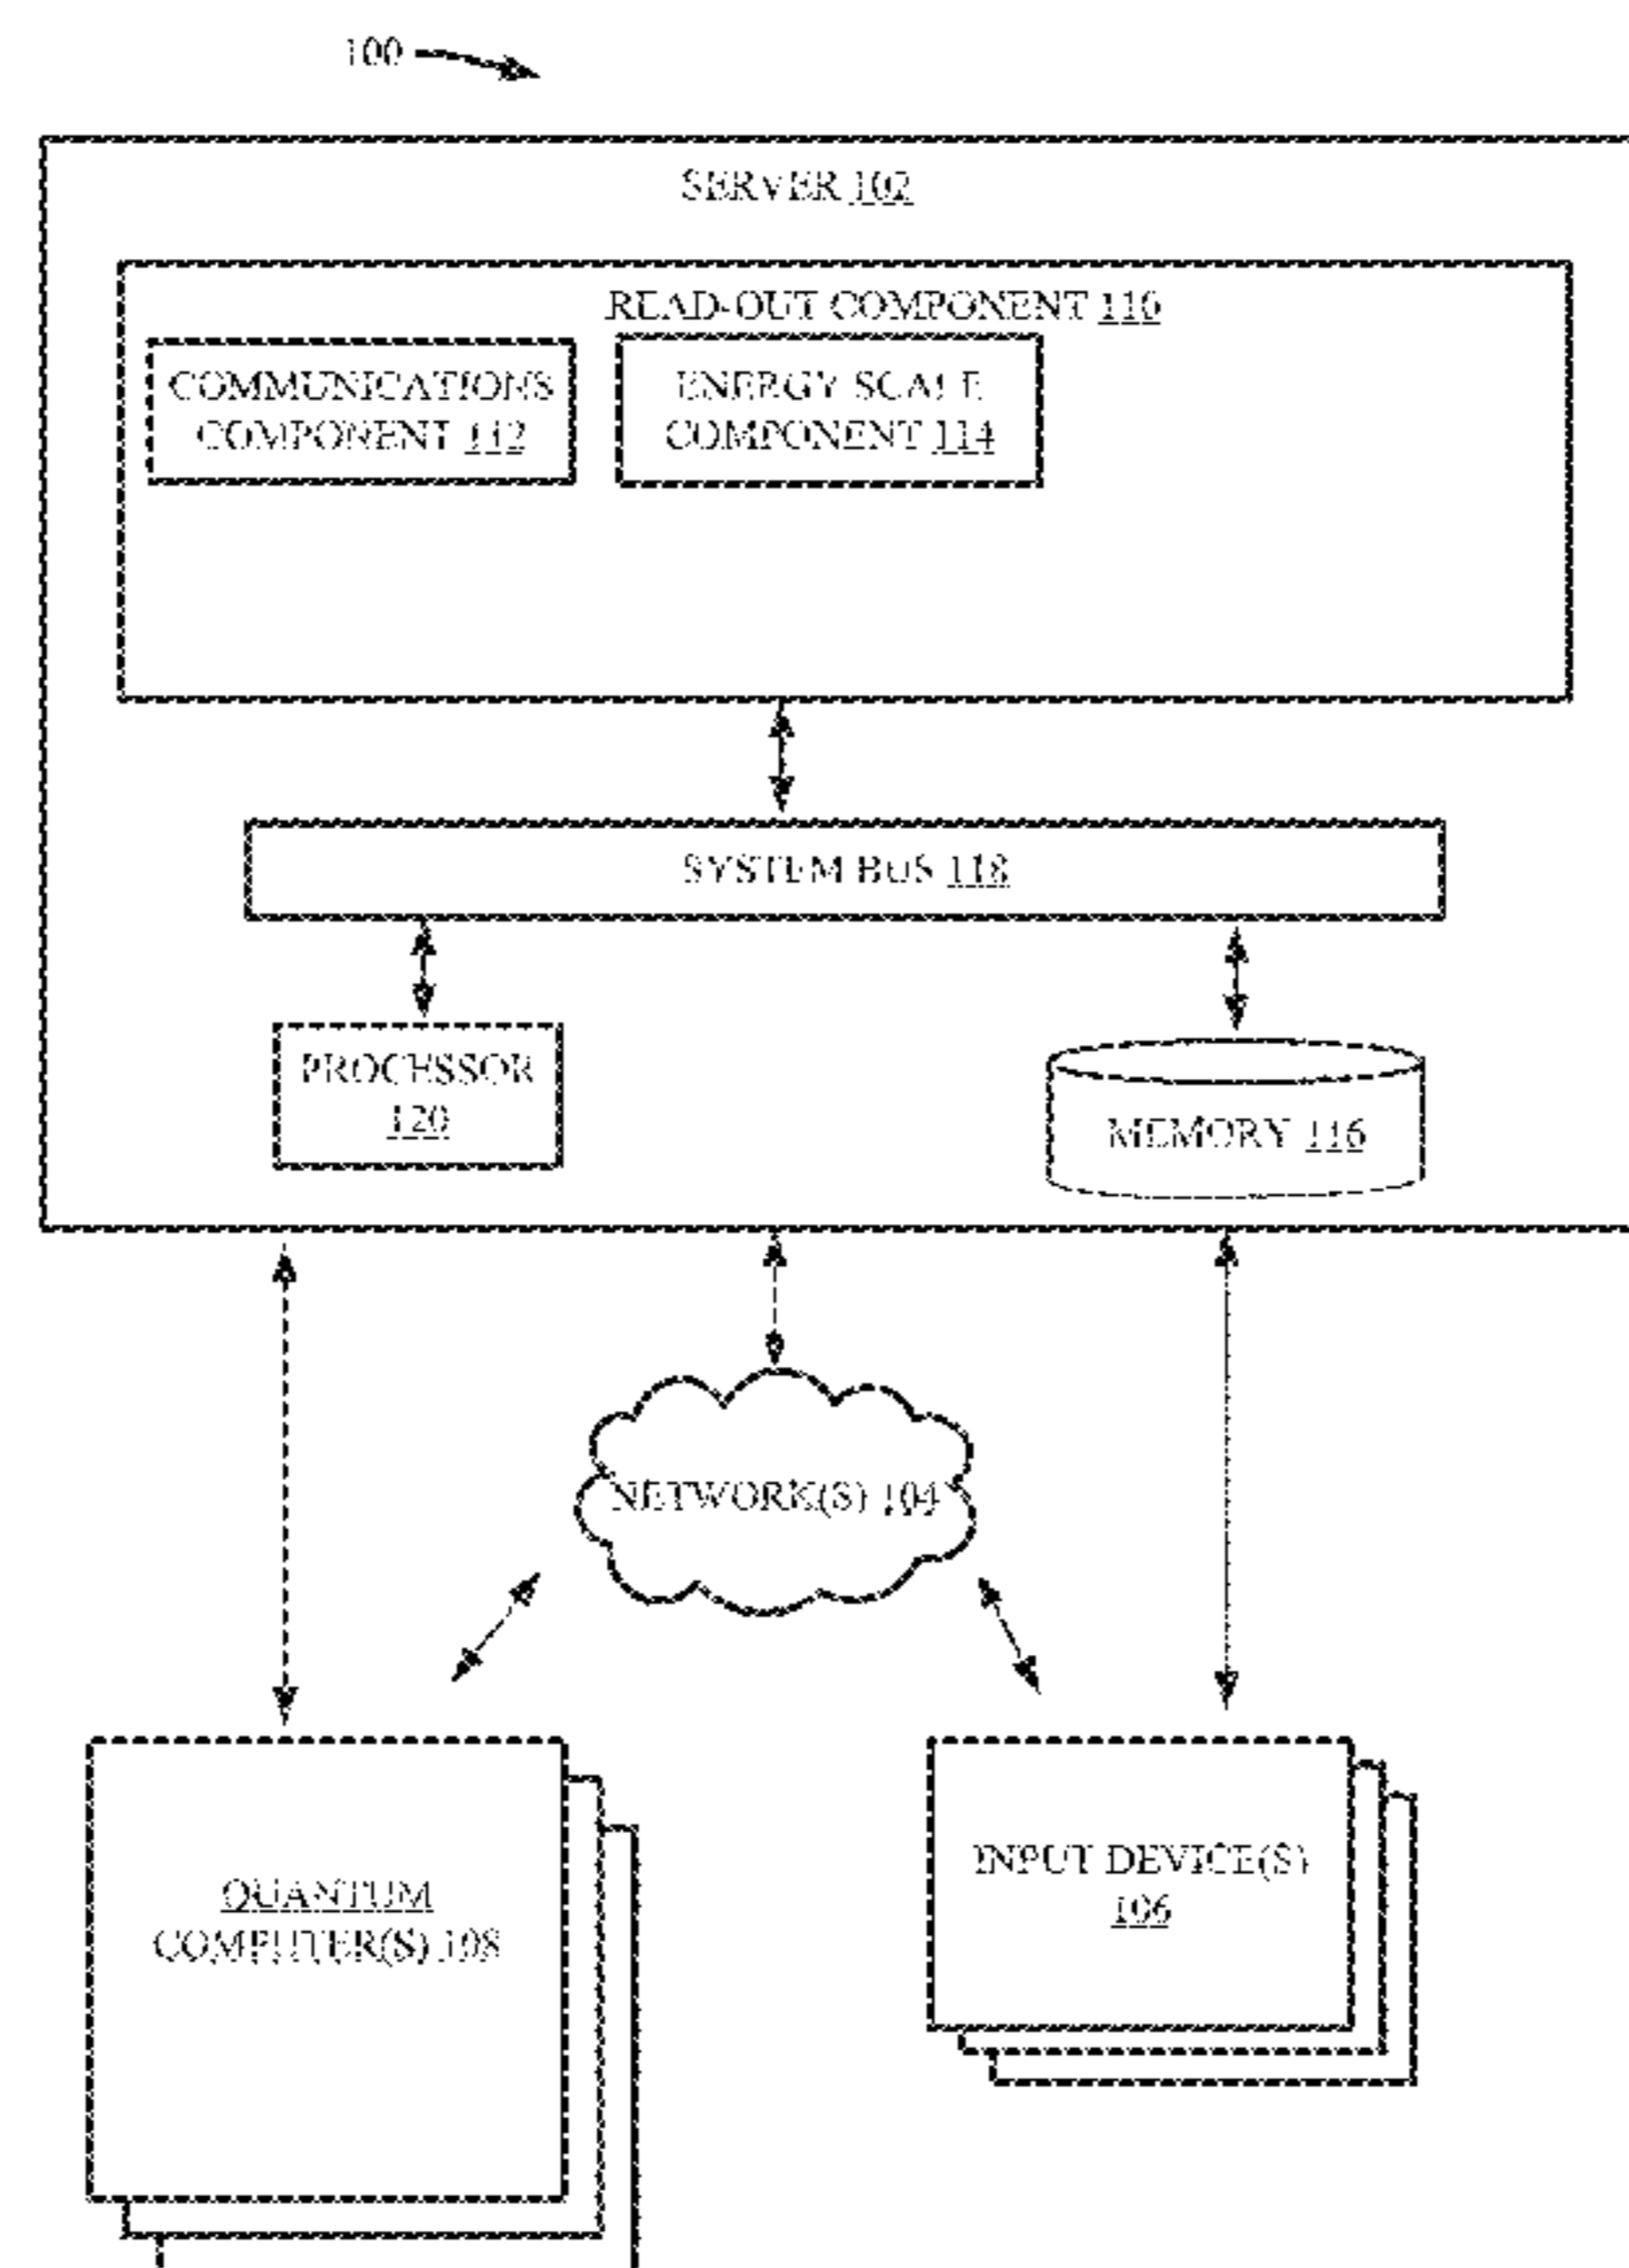 100
SERVER 102
READ-OUT COMPONENT 110
COMMUNICATIONS
COMPONENT 112
ENERGY SCALE
COMPONENT 114
SYSTEM BUS 118
PROCESSOR
120
MEMORY 116
NETWORK(S) 104
QUANTUM
COMPUTER(S) 108
INPUT DEVICE(S)
106